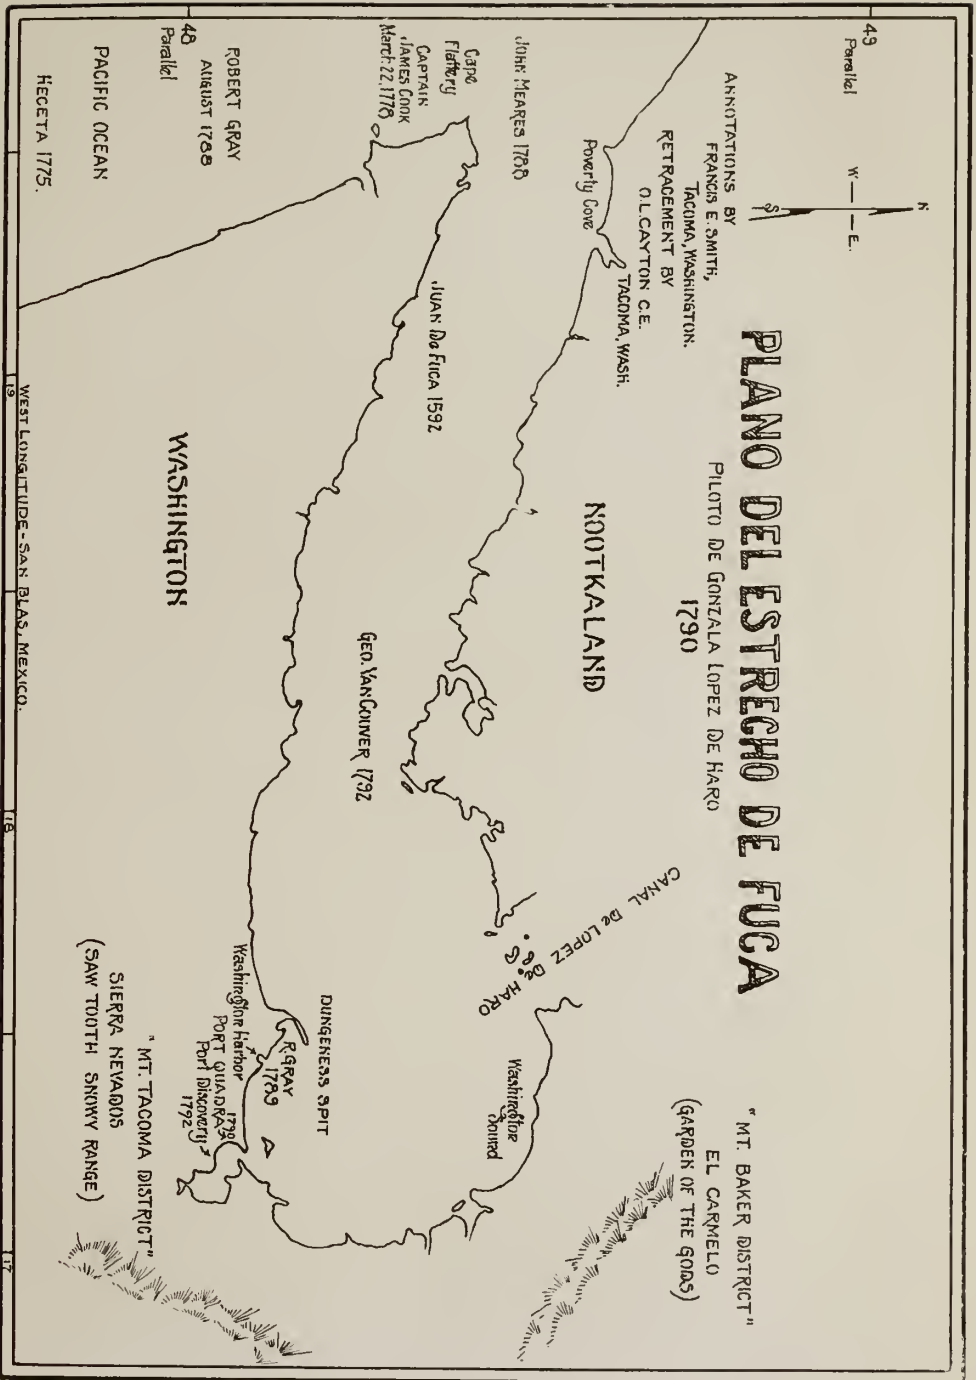 PLANO DEL ESTRECHO DE FUCA
PILOTO DE GONZALA LOPEZ DE HARO
1790
49
Parallel
N
W
E.
S
ANNOTATIONS BY
FRANCIS E. SMITH,
TACOMA, WASHINGTON.
RETRACEMENT BY
O.L. CAYTON C.E.
TACOMA, WASH.
Poverty Cove
JOHN MEARES 1788
Cape
Flattery
CAPTAIN
JAMES COOK
March 22, 1778
ROBERT GRAY
AUGUST 1788
48
Parallel
PACIFIC OCEAN
HECETA 1775.
JUAN De FUCA 1592
NOOTKALAND
WASHINGTON
GEO. VANCOUVER 1792
CANAL De LOPEZ De HARO
Washington
Sound
DUNGENESS SPIT
R. GRAY
1789
Washington Harbor
PORT QUADRA
1790
Port Discovery
1792
"MT. BAKER DISTRICT"
EL CARMELO
(GARDEN OF THE GODS)
"MT. TACOMA DISTRICT"
SIERRA NEVADOS
(SAW TOOTH SNOWY RANGE)
WEST LONGITUDE - SAN BLAS, MEXICO.
19
18
17